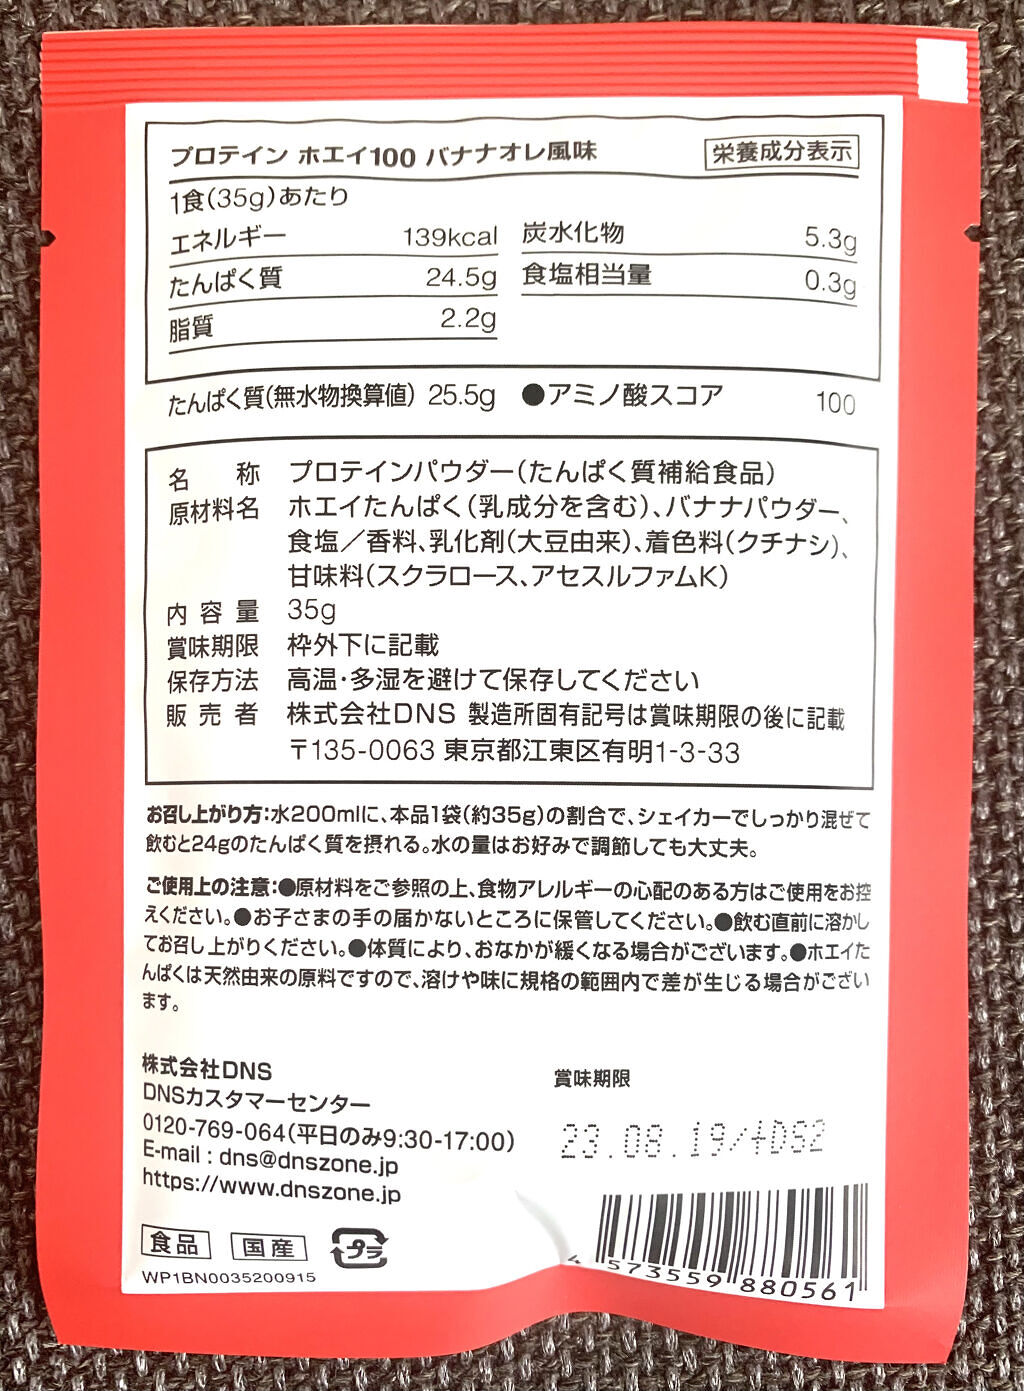 プロテイン ホエイ100 バナナオレ風味 栄養成分表示
1食(35g)あたり
エネルギー 139kcal 炭水化物 5.3g
たんぱく質 24.5g 食塩相当量 0.3g
脂質 2.2g
たんぱく質(無水物換算値) 25.5g ●アミノ酸スコア 100
名称 プロテインパウダー(たんぱく質補給食品)
原材料名 ホエイたんぱく(乳成分を含む)、バナナパウダー、
食塩/香料、乳化剤(大豆由来)、着色料(クチナシ)、
甘味料(スクラロース、アセスルファムK)
内容量 35g
賞味期限 枠外下に記載
保存方法 高温・多湿を避けて保存してください
販売者 株式会社DNS 製造所固有記号は賞味期限の後に記載
〒135-0063 東京都江東区有明1-3-33
お召し上がり方:水200mlに、本品1袋(約35g)の割合で、シェイカーでしっかり混ぜて
飲むと24gのたんぱく質を摂れる。水の量はお好みで調節しても大丈夫。
ご使用上の注意:●原材料をご参照の上、食物アレルギーの心配のある方はご使用をお控
えください。●お子さまの手の届かないところに保管してください。●飲む直前に溶かし
てお召し上がりください。●体質により、おなかが緩くなる場合がございます。●ホエイた
んぱくは天然由来の原料ですので、溶けや味に規格の範囲内で差が生じる場合がござい
ます。
株式会社DNS
DNSカスタマーセンター
0120-769-064(平日のみ9:30-17:00)
E-mail : dns@dnszone.jp
https://www.dnszone.jp
賞味期限
23.08.19/+DS2
食品 国産 プラ
WP1BN0035200915
4 573559 880561